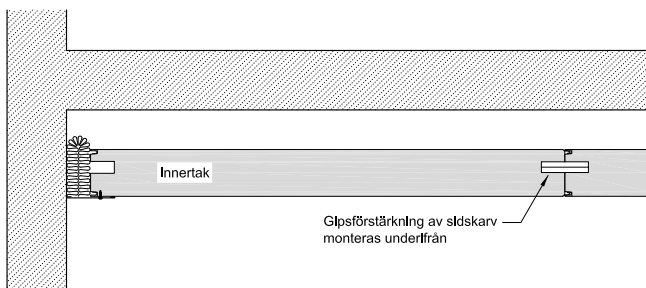 Innertak
Gipsförstärkning av sidskarv
monteras underifrån